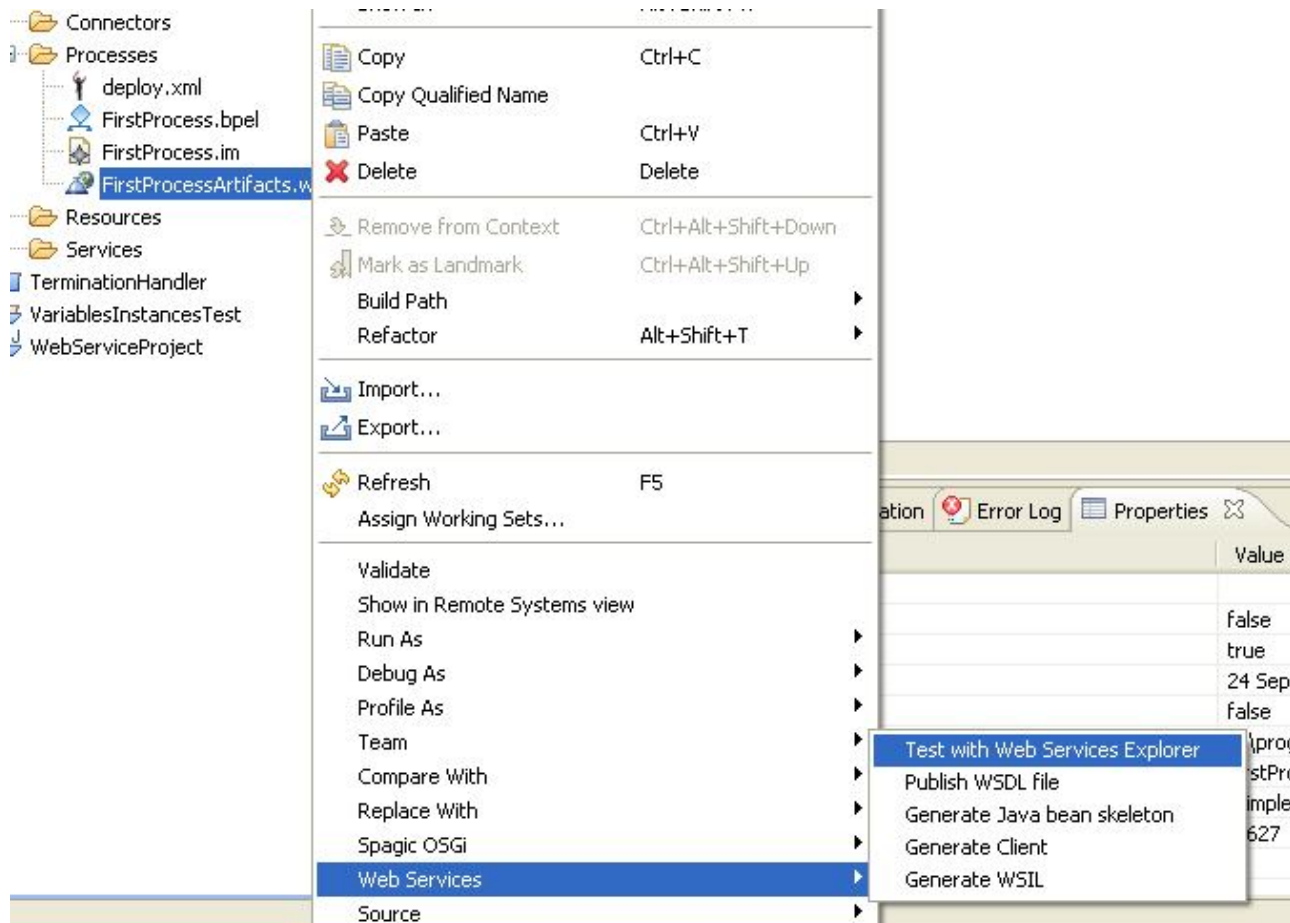 Connectors
Processes
deploy.xml
FirstProcess.bpel
FirstProcess.im
FirstProcessArtifacts.w
Resources
Services
TerminationHandler
VariablesInstancesTest
WebServiceProject
Copy Ctrl+C
Copy Qualified Name
Paste Ctrl+V
Delete Delete
Remove from Context Ctrl+Alt+Shift+Down
Mark as Landmark Ctrl+Alt+Shift+Up
Build Path
Refactor Alt+Shift+T
Import...
Export...
Refresh F5
Assign Working Sets...
Validate
Show in Remote Systems view
Run As
Debug As
Profile As
Team
Compare With
Replace With
Spagic OSGi
Web Services
Source
Test with Web Services Explorer
Publish WSDL file
Generate Java bean skeleton
Generate Client
Generate WSIL
ation Error Log Properties
Value
false
true
24 Sep
false
\prog
stPro
imple
627